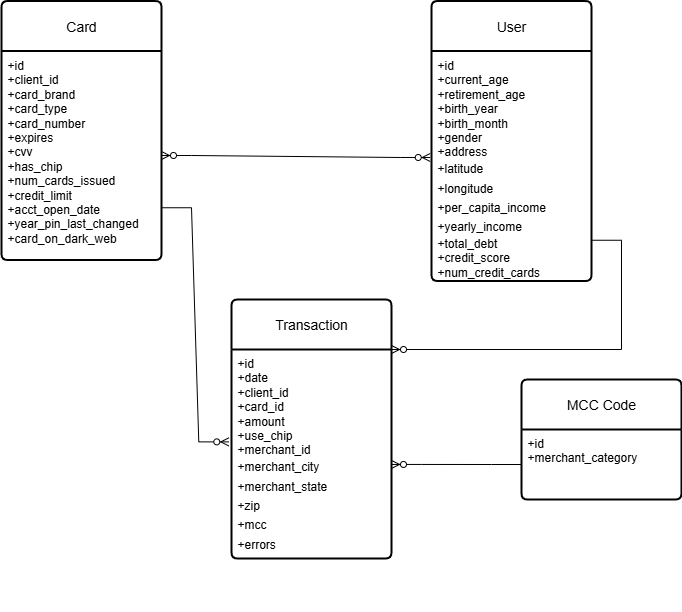 Card
+id
+client_id
+card_brand
+card_type
+card_number
+expires
+cvv
+has_chip
+num_cards_issued
+credit_limit
+acct_open_date
+year_pin_last_changed
+card_on_dark_web
User
+id
+current_age
+retirement_age
+birth_year
+birth_month
+gender
+address
+latitude
+longitude
+per_capita_income
+yearly_income
+total_debt
+credit_score
+num_credit_cards
Transaction
+id
+date
+client_id
+card_id
+amount
+use_chip
+merchant_id
+merchant_city
+merchant_state
+zip
+mcc
+errors
MCC Code
+id
+merchant_category